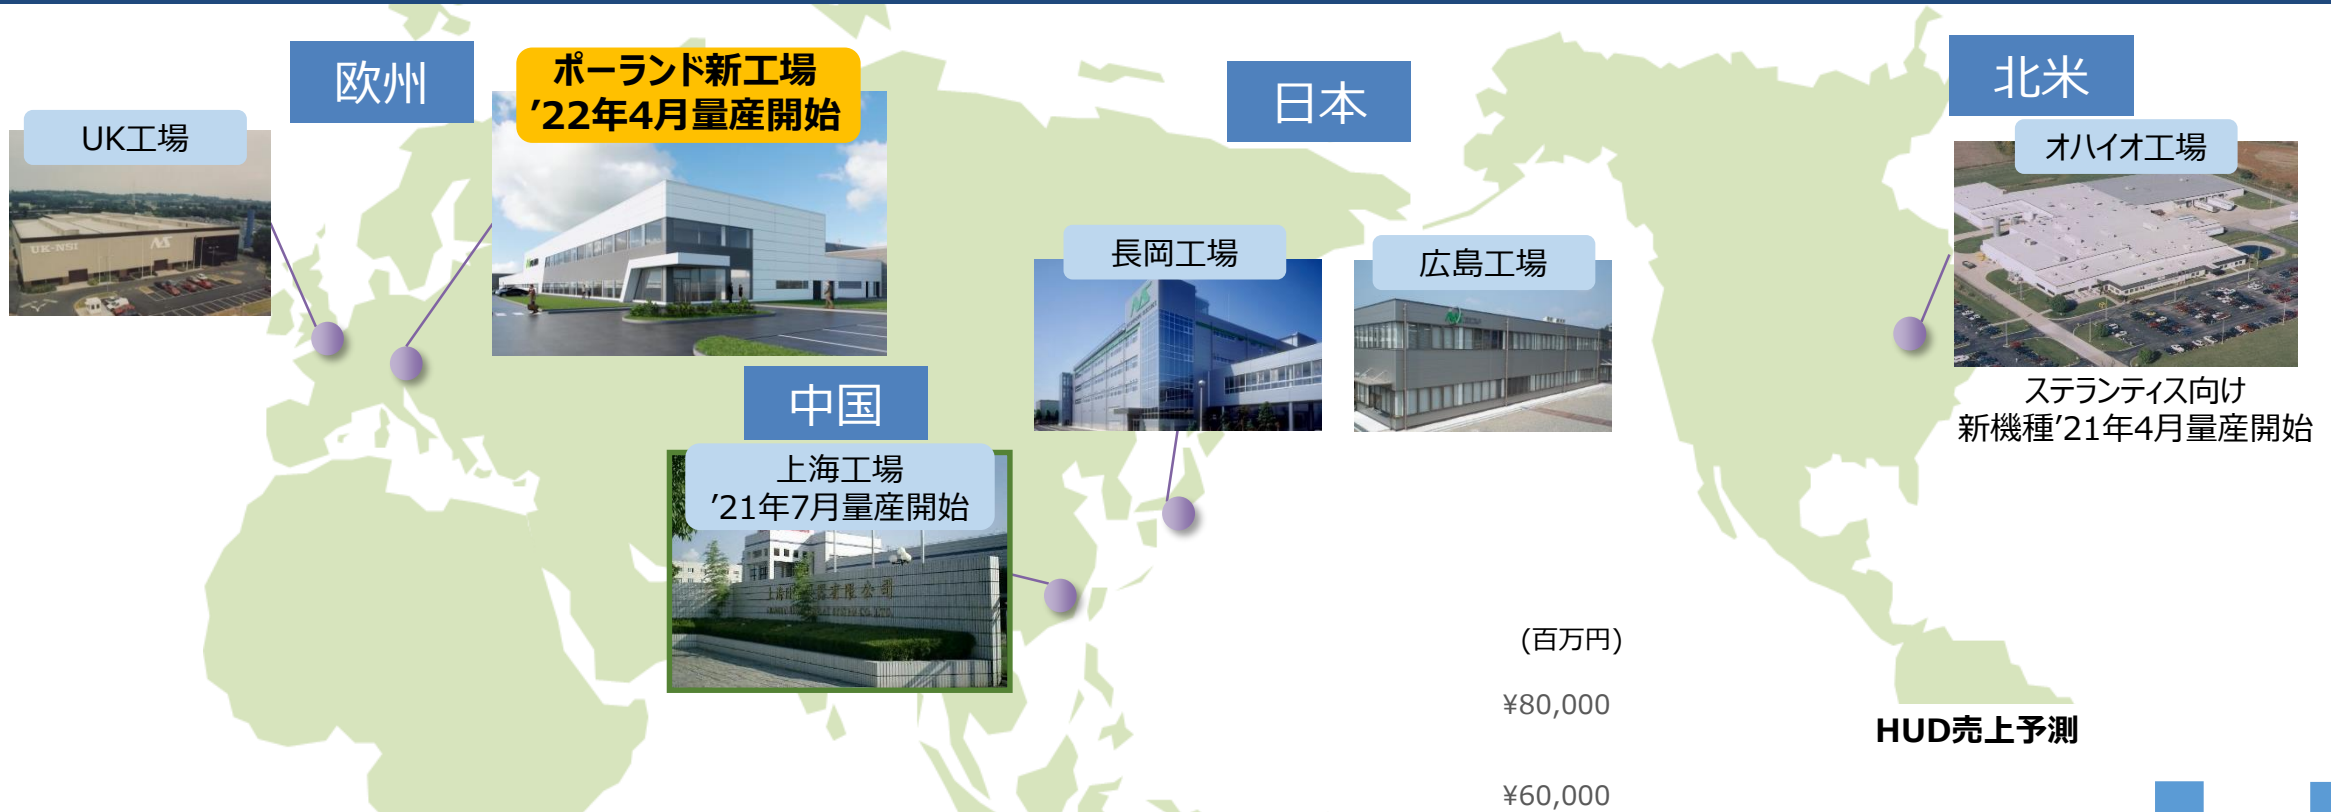 欧州
ポーランド新工場
’22年4月量産開始
UK工場
UK-NSI
NS
日本
長岡工場
広島工場
北米
オハイオ工場
ステランティス向け
新機種’21年4月量産開始
中国
上海工場
’21年7月量産開始
(百万円)
¥80,000
HUD売上予測
¥60,000